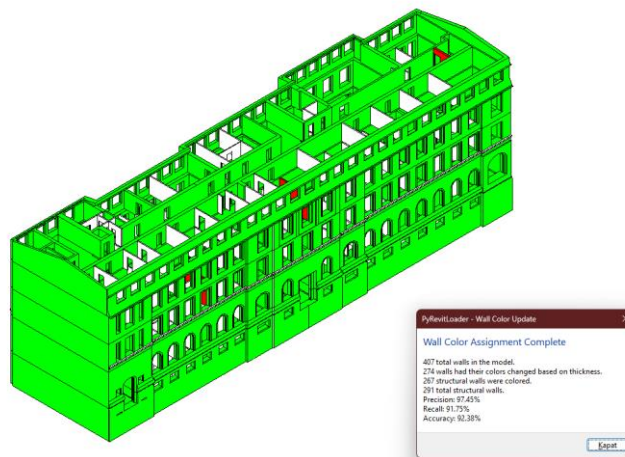 PyRevitLoader - Wall Color Update
Wall Color Assignment Complete
407 total walls in the model.
274 walls had their colors changed based on thickness.
267 structural walls were colored.
291 total structural walls.
Precision: 97.45%
Recall: 91.75%
Accuracy: 92.38%
Kapat